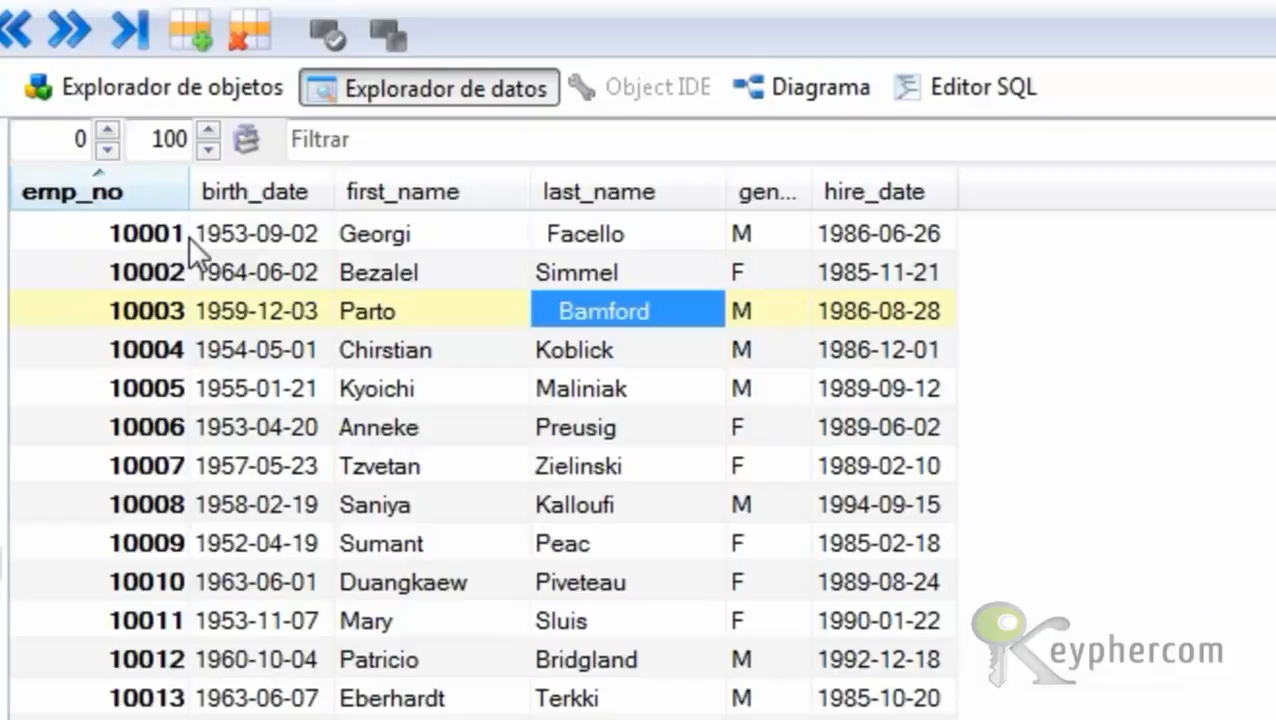 Explorador de objetos Explorador de datos Object IDE Diagrama Editor SQL
0 100 Filtrar
emp_no birth_date first_name last_name gen... hire_date
10001 1953-09-02 Georgi Facello M 1986-06-26
10002 1964-06-02 Bezalel Simmel F 1985-11-21
10003 1959-12-03 Parto Bamford M 1986-08-28
10004 1954-05-01 Chirstian Koblick M 1986-12-01
10005 1955-01-21 Kyoichi Maliniak M 1989-09-12
10006 1953-04-20 Anneke Preusig F 1989-06-02
10007 1957-05-23 Tzvetan Zielinski F 1989-02-10
10008 1958-02-19 Saniya Kalloufi M 1994-09-15
10009 1952-04-19 Sumant Peac F 1985-02-18
10010 1963-06-01 Duangkaew Piveteau F 1989-08-24
10011 1953-11-07 Mary Sluis F 1990-01-22
10012 1960-10-04 Patricio Bridgland M 1992-12-18
10013 1963-06-07 Eberhardt Terkki M 1985-10-20
Keyphercom